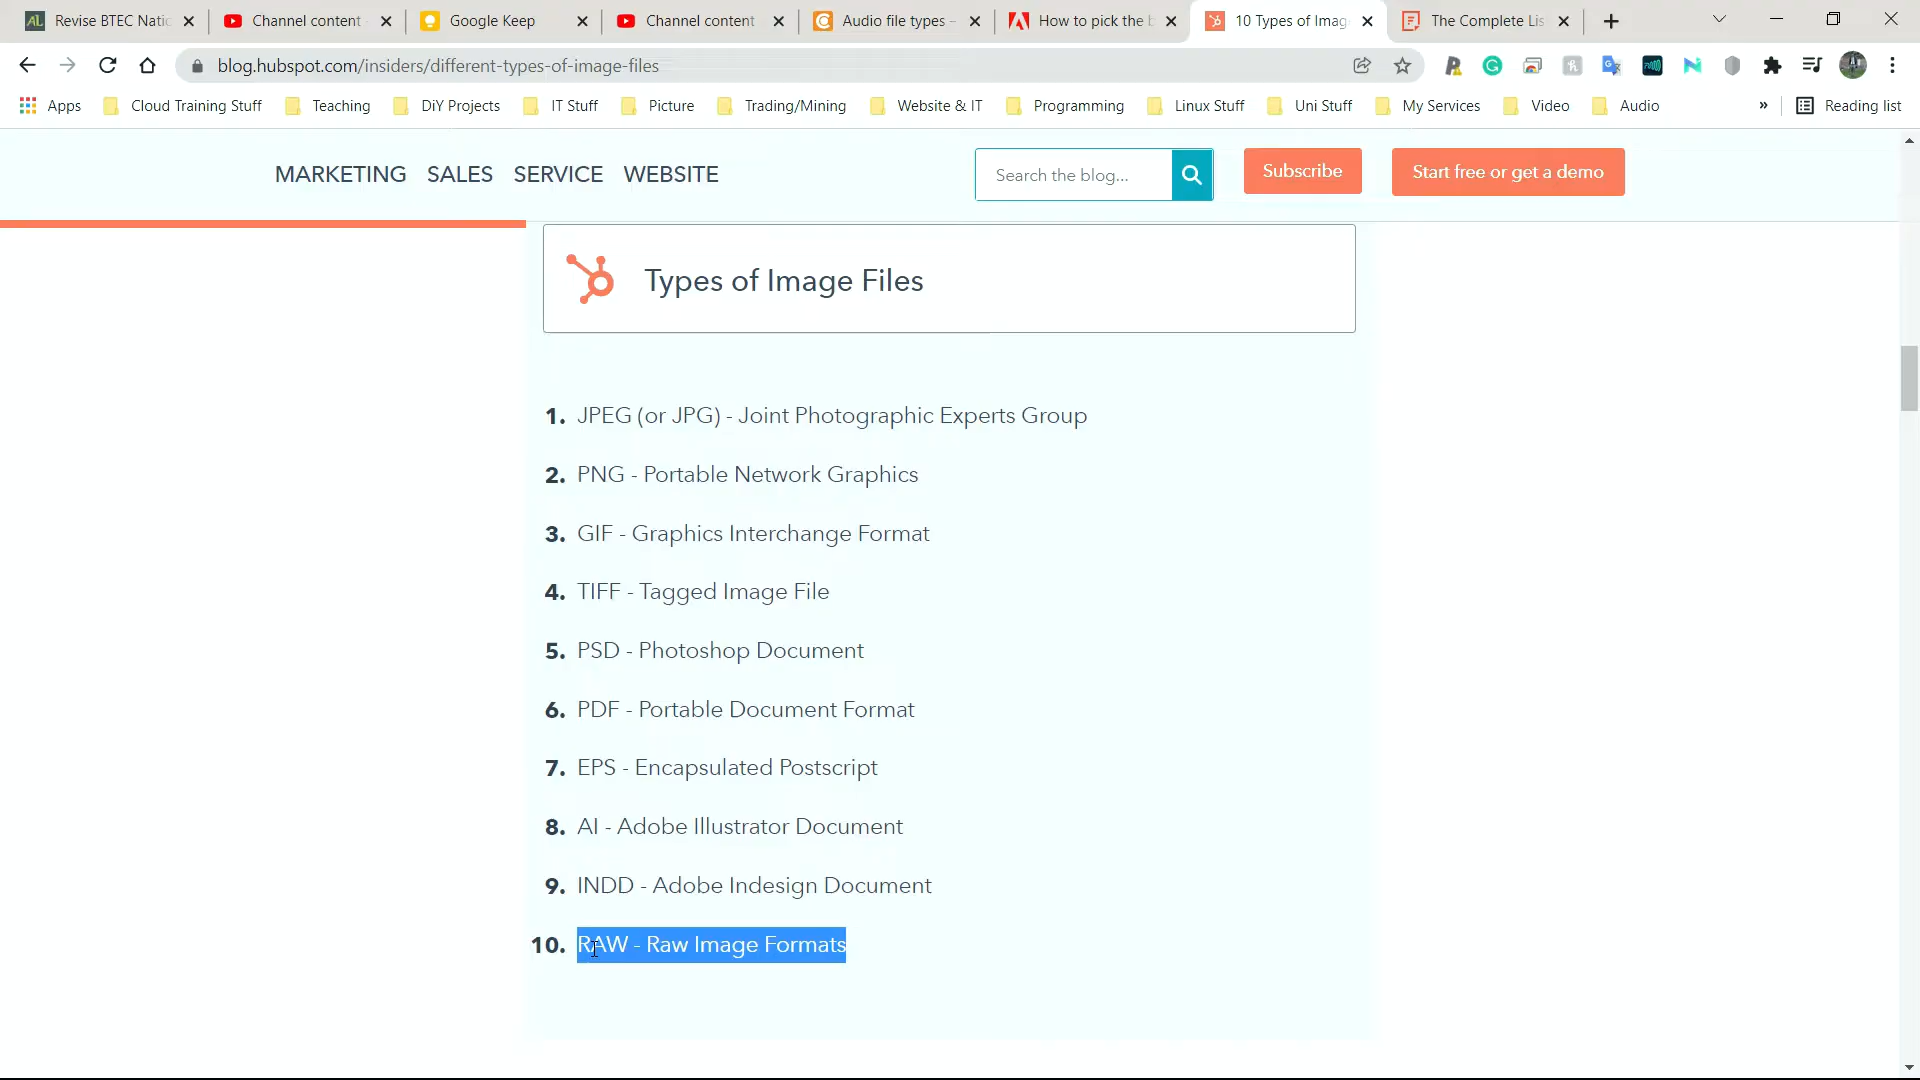 Revise BTEC Natic
Channel content
Google Keep
Channel content
Audio file types –
How to pick the b
10 Types of Imag
The Complete Lis
blog.hubspot.com/insiders/different-types-of-image-files
Apps
Cloud Training Stuff
Teaching
DiY Projects
IT Stuff
Picture
Trading/Mining
Website & IT
Programming
Linux Stuff
Uni Stuff
My Services
Video
Audio
»
Reading list
MARKETING SALES SERVICE WEBSITE
Search the blog...
Subscribe
Start free or get a demo
Types of Image Files
1. JPEG (or JPG) - Joint Photographic Experts Group
2. PNG - Portable Network Graphics
3. GIF - Graphics Interchange Format
4. TIFF - Tagged Image File
5. PSD - Photoshop Document
6. PDF - Portable Document Format
7. EPS - Encapsulated Postscript
8. AI - Adobe Illustrator Document
9. INDD - Adobe Indesign Document
10. RAW - Raw Image Formats